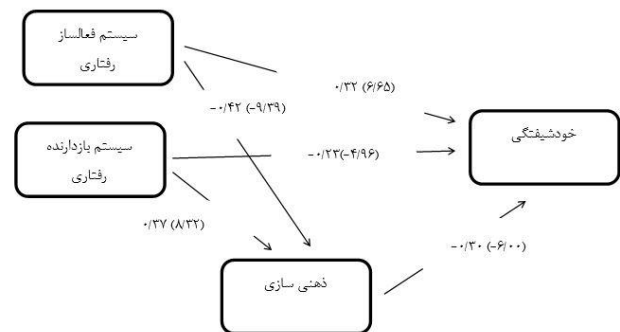 سیستم فعالساز
رفتاری
۰/۳۲ (۶/۶۵)
-۰/۴۲ (-۹/۳۹)
خودشیفتگی
سیستم بازدارنده
رفتاری
-۰/۲۳(-۴/۹۶)
۰/۳۷ (۸/۳۲)
-۰/۳۰ (-۶/۰۰)
ذهنی سازی